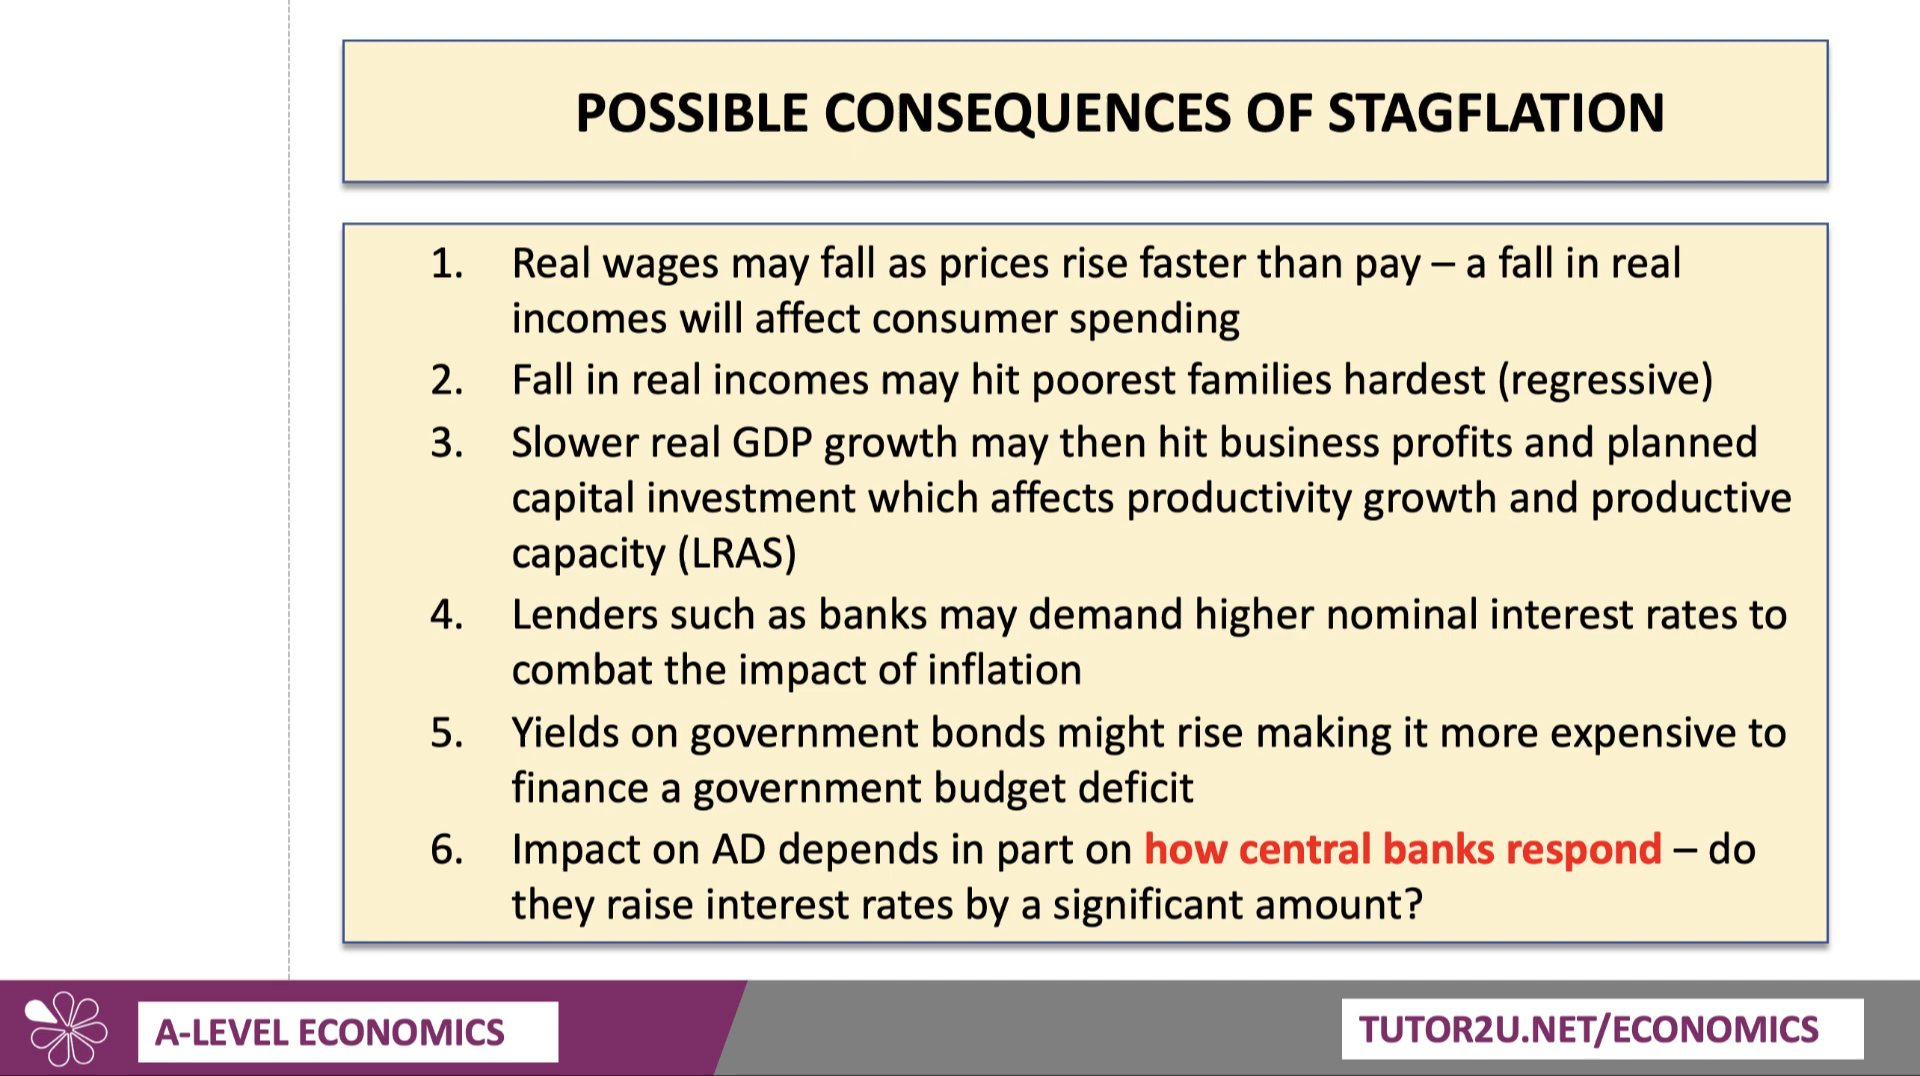 POSSIBLE CONSEQUENCES OF STAGFLATION
1. Real wages may fall as prices rise faster than pay – a fall in real
incomes will affect consumer spending
2. Fall in real incomes may hit poorest families hardest (regressive)
3. Slower real GDP growth may then hit business profits and planned
capital investment which affects productivity growth and productive
capacity (LRAS)
4. Lenders such as banks may demand higher nominal interest rates to
combat the impact of inflation
5. Yields on government bonds might rise making it more expensive to
finance a government budget deficit
6. Impact on AD depends in part on how central banks respond – do
they raise interest rates by a significant amount?
A-LEVEL ECONOMICS
TUTOR2U.NET/ECONOMICS